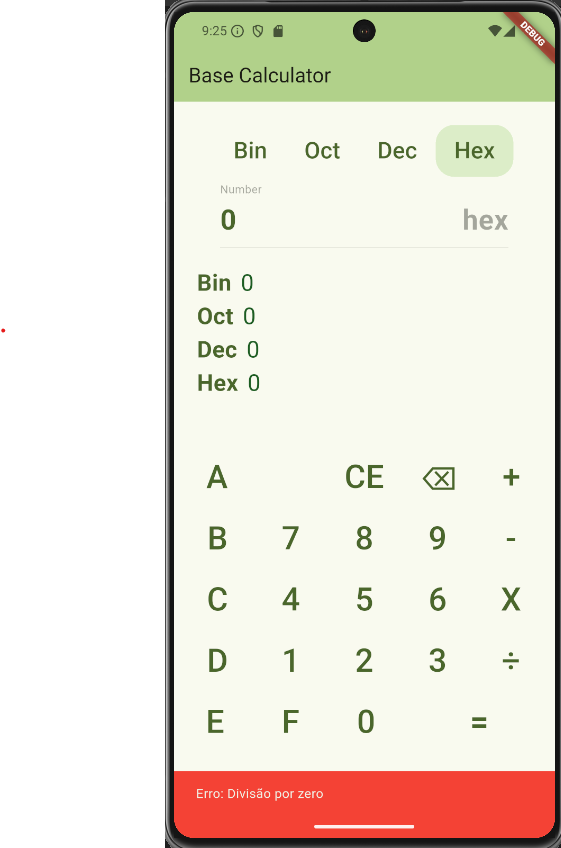 9:25
DEBUG
Base Calculator
Bin Oct Dec Hex
Number
0 hex
Bin 0
Oct 0
Dec 0
Hex 0
A CE +
B 7 8 9 -
C 4 5 6 X
D 1 2 3 ÷
E F 0 =
Erro: Divisão por zero